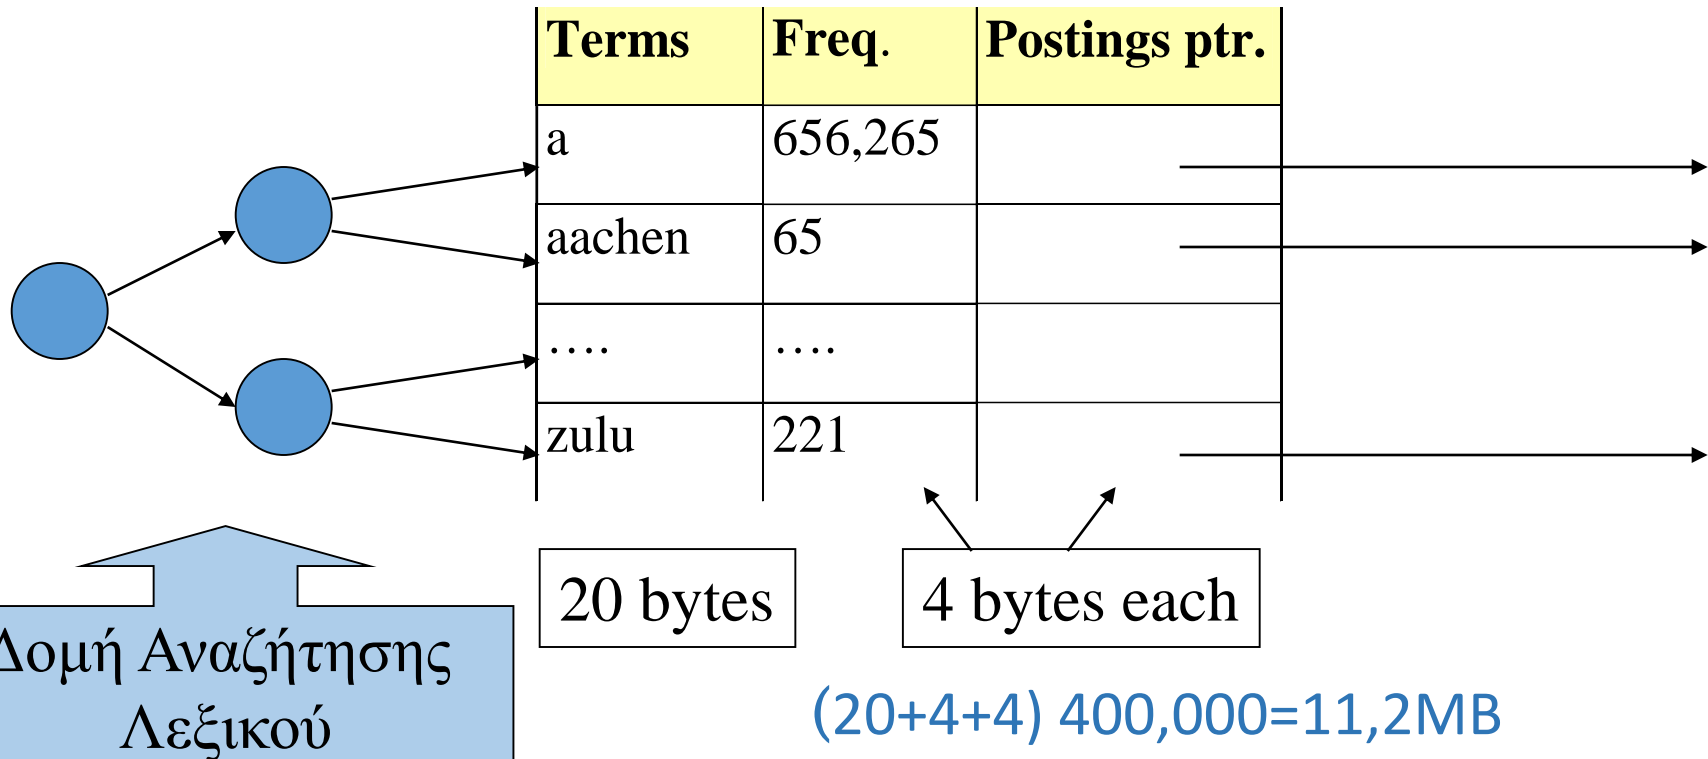 Terms Freq. Postings ptr.
a 656,265
aachen 65
…. ….
zulu 221
20 bytes 4 bytes each
Δομή Αναζήτησης
Λεξικού
(20+4+4) 400,000=11,2MB